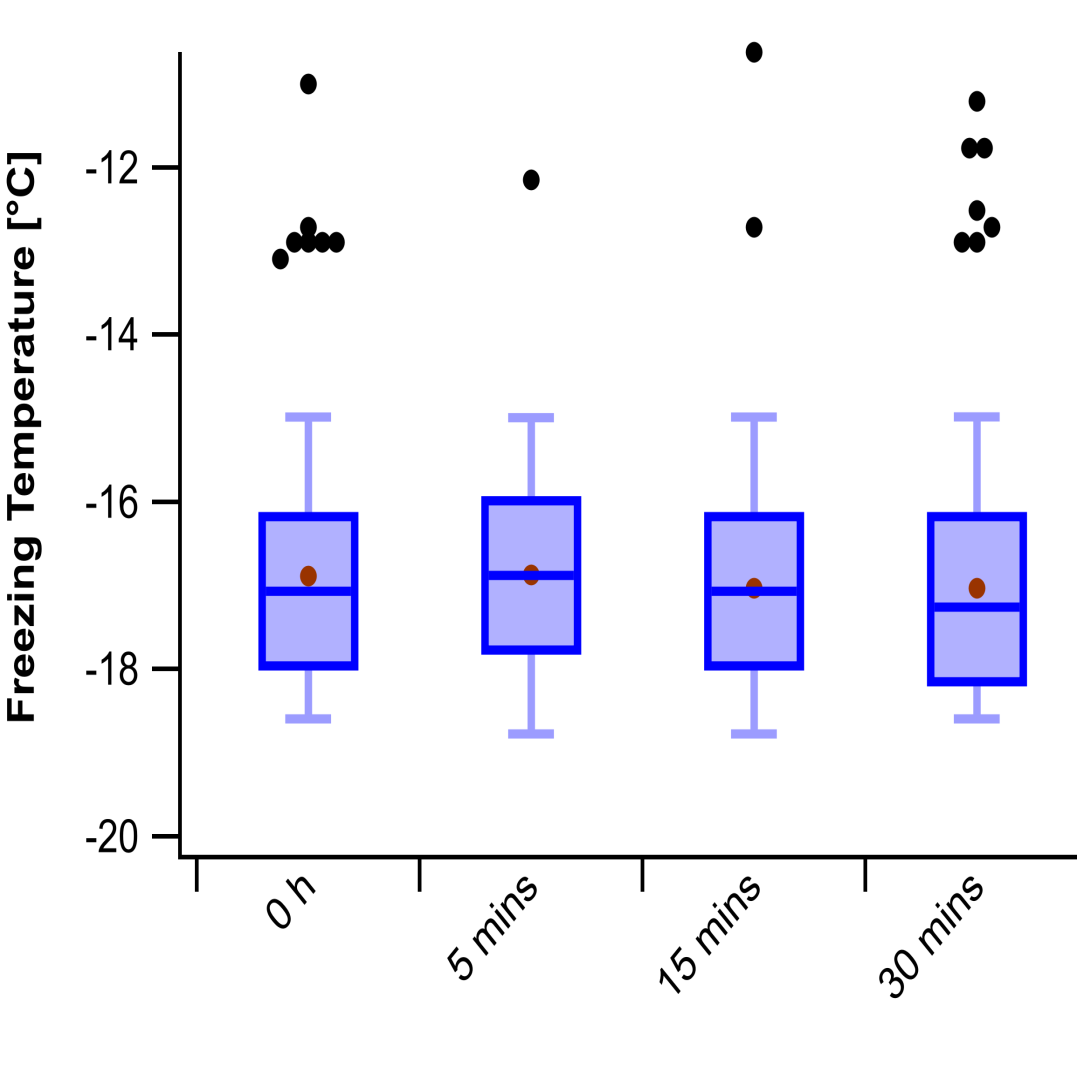 Freezing Temperature [°C]
-12
-14
-16
-18
-20
0 h
5 mins
15 mins
30 mins